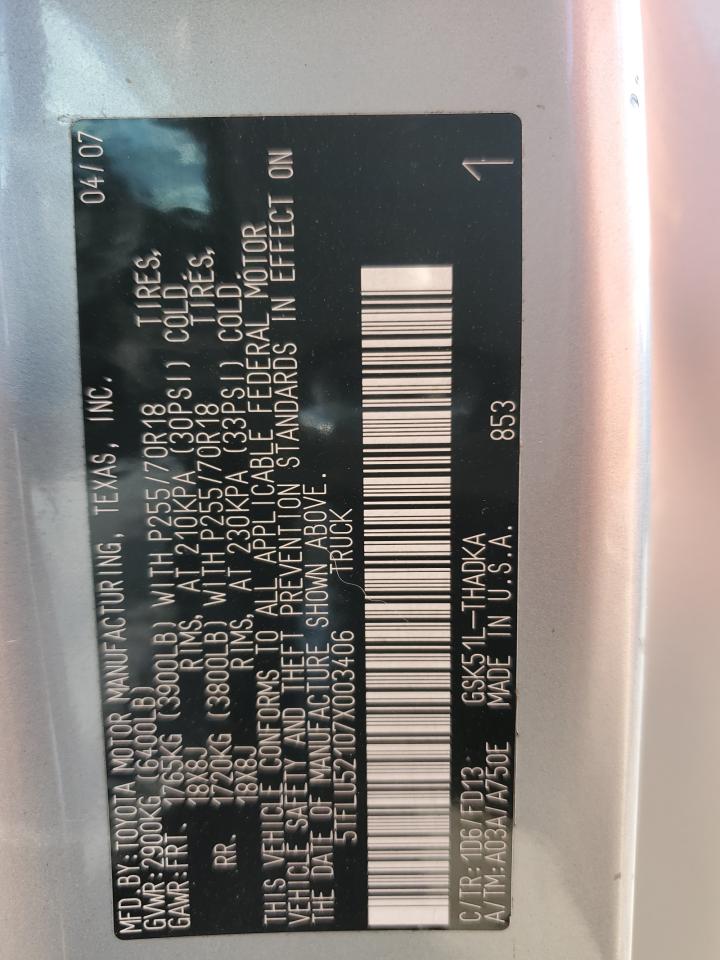 MFD. BY: TOYOTA MOTOR MANUFACTURING, TEXAS, INC. 04/07
GVWR: 2900KG (6400LB)
GAWR: FRT. 1765KG (3900LB) WITH P255/70R18 TIRES,
18X8J RIMS, AT 210KPA (30PSI) COLD.
RR. 1720KG (3800LB) WITH P255/70R18 TIRES,
18X8J RIMS, AT 230KPA (33PSI) COLD.
THIS VEHICLE CONFORMS TO ALL APPLICABLE FEDERAL MOTOR
VEHICLE SAFETY AND THEFT PREVENTION STANDARDS IN EFFECT ON
THE DATE OF MANUFACTURE SHOWN ABOVE.
5TFLU52107X003406 TRUCK
C/TR: 1D6/FD13 GSK51L-THADKA
A/TM: A03A/A750E MADE IN U.S.A. 853 1